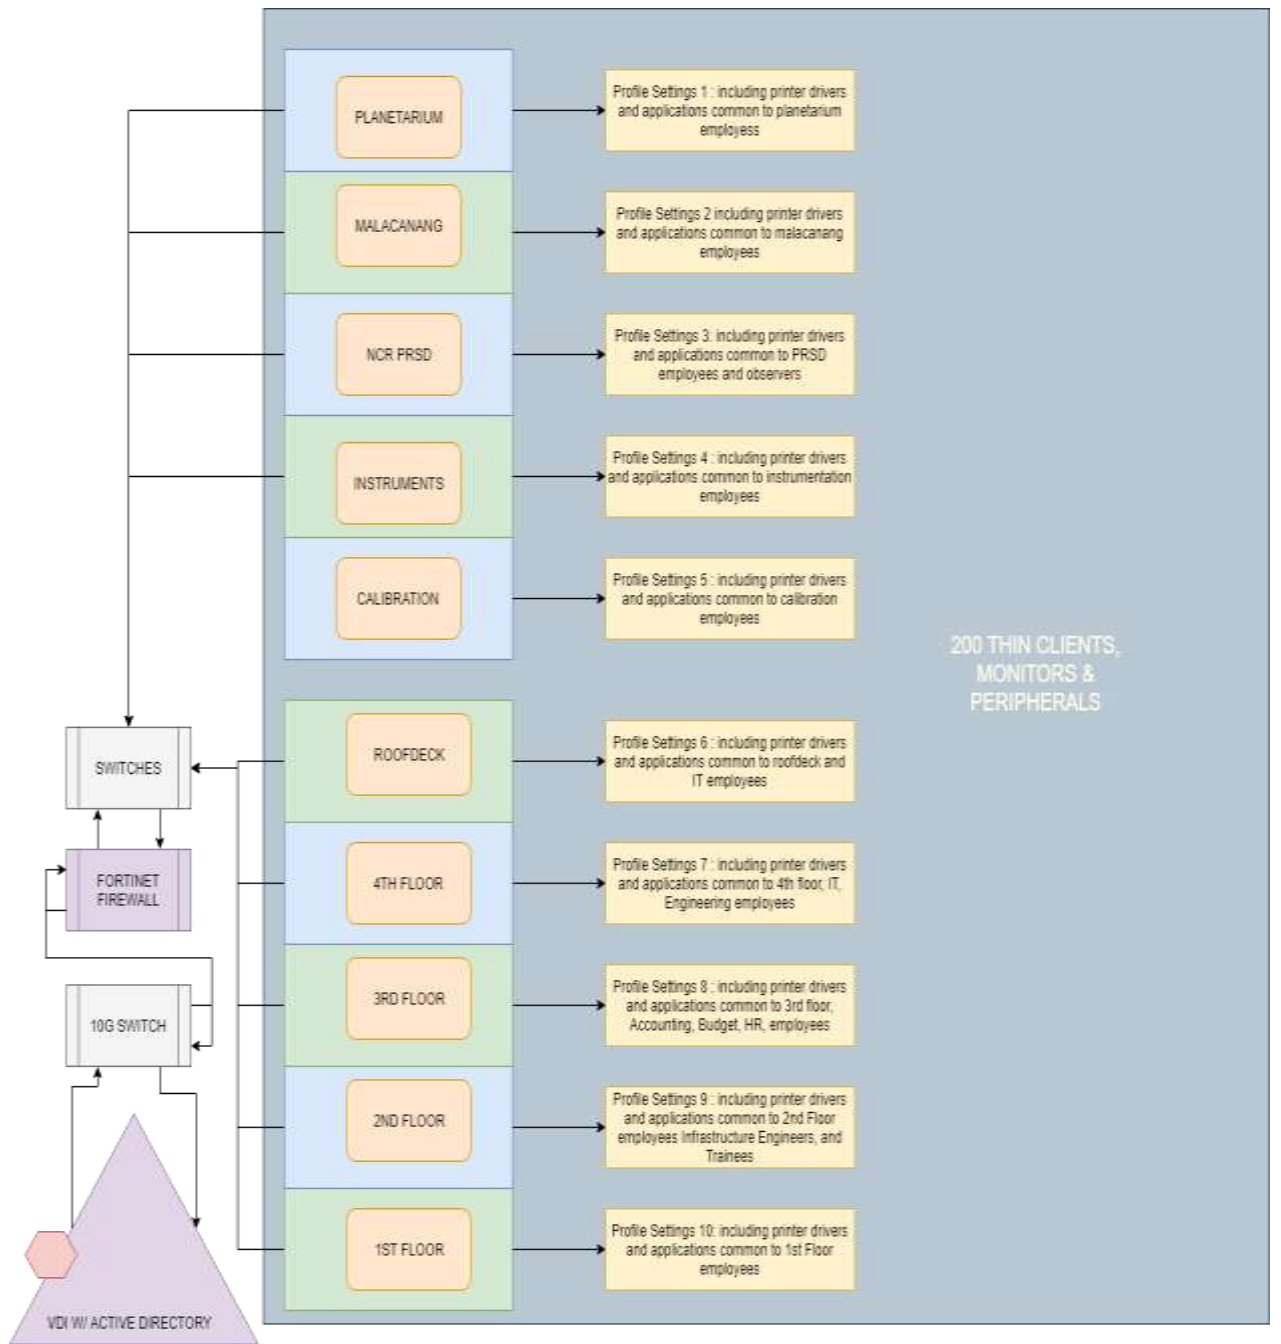 PLANETARIUM
Profile Settings 1 : including printer drivers
and applications common to planetarium
employess
MALACANANG
Profile Settings 2 including printer drivers
and applications common to malacanang
employees
NCR PRSD
Profile Settings 3: including printer drivers
and applications common to PRSD
employees and observers
INSTRUMENTS
Profile Settings 4 : including printer drivers
and applications common to instrumentation
employees
CALIBRATION
Profile Settings 5 : including printer drivers
and applications common to calibration
employees
200 THIN CLIENTS,
MONITORS &
PERIPHERALS
SWITCHES
ROOFDECK
Profile Settings 6 : including printer drivers
and applications common to roofdeck and
IT employees
FORTINET
FIREWALL
4TH FLOOR
Profile Settings 7 : including printer drivers
and applications common to 4th floor, IT,
Engineering employees
10G SWITCH
3RD FLOOR
Profile Settings 8 : including printer drivers
and applications common to 3rd floor,
Accounting, Budget, HR, employees
2ND FLOOR
Profile Settings 9 : including printer drivers
and applications common to 2nd Floor
employees Infrastructure Engineers, and
Trainees
1ST FLOOR
Profile Settings 10: including printer drivers
and applications common to 1st Floor
employees
VDI W/ ACTIVE DIRECTORY